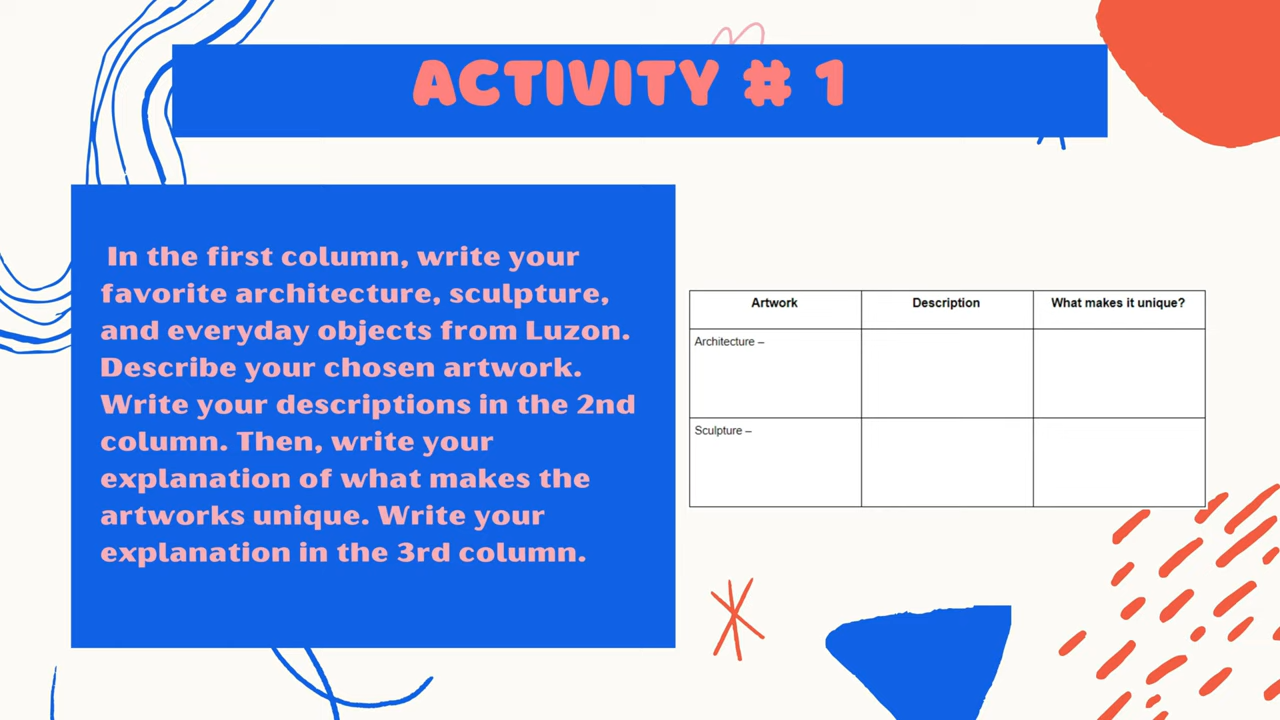 ACTIVITY # 1
In the first column, write your
favorite architecture, sculpture,
and everyday objects from Luzon.
Describe your chosen artwork.
Write your descriptions in the 2nd
column. Then, write your
explanation of what makes the
artworks unique. Write your
explanation in the 3rd column.
Artwork Description What makes it unique?
Architecture –
Sculpture –